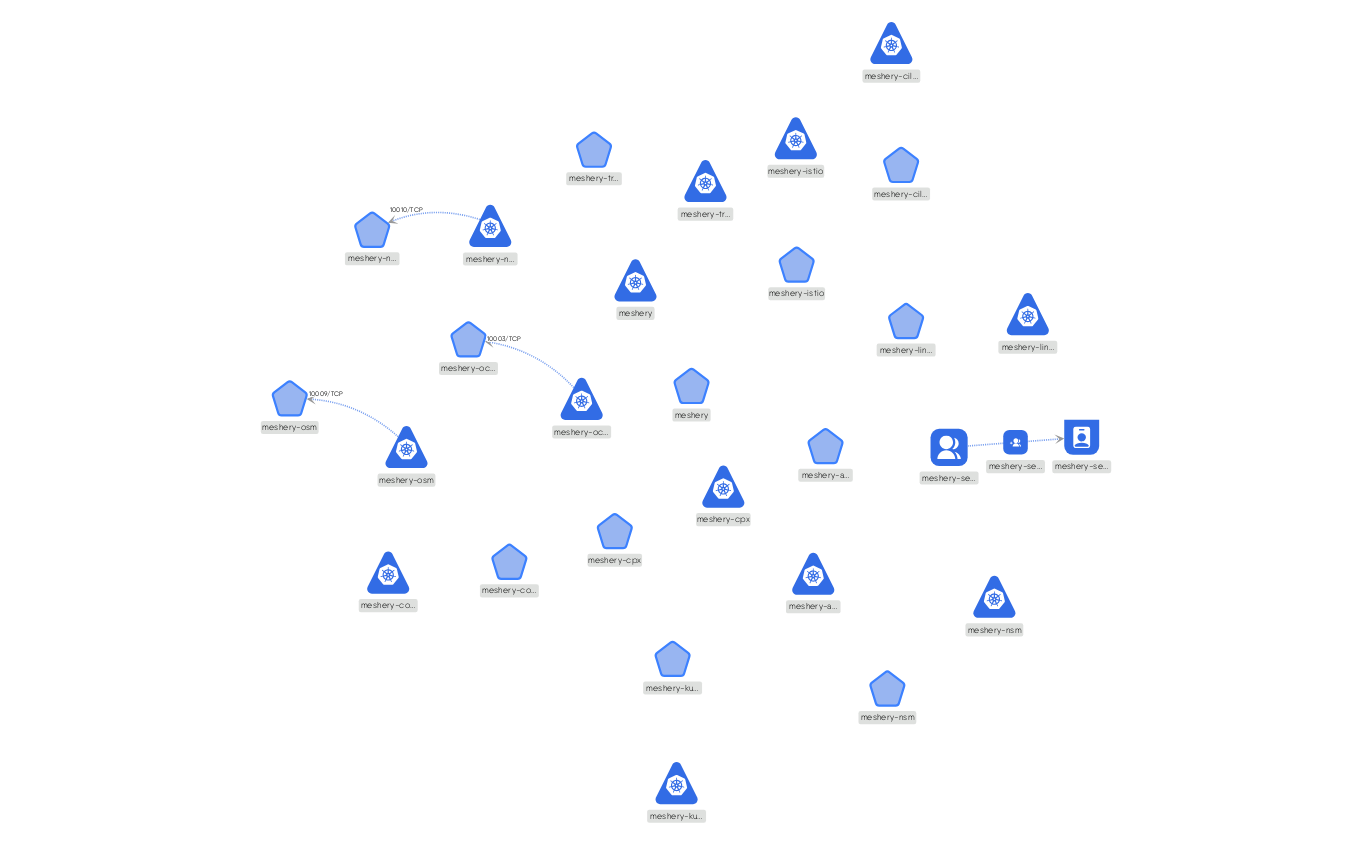 meshery-cil...
meshery-istio
meshery-tr...
meshery-cil...
meshery-tr...
10010/TCP
meshery-n...
meshery-n...
meshery-istio
meshery
10003/TCP
meshery-lin...
meshery-lin...
meshery-oc...
10009/TCP
meshery
meshery-osm
meshery-oc...
meshery-se...
meshery-se...
meshery-a...
meshery-se...
meshery-osm
meshery-cpx
meshery-cpx
meshery-co...
meshery-co...
meshery-a...
meshery-nsm
meshery-ku...
meshery-nsm
meshery-ku...